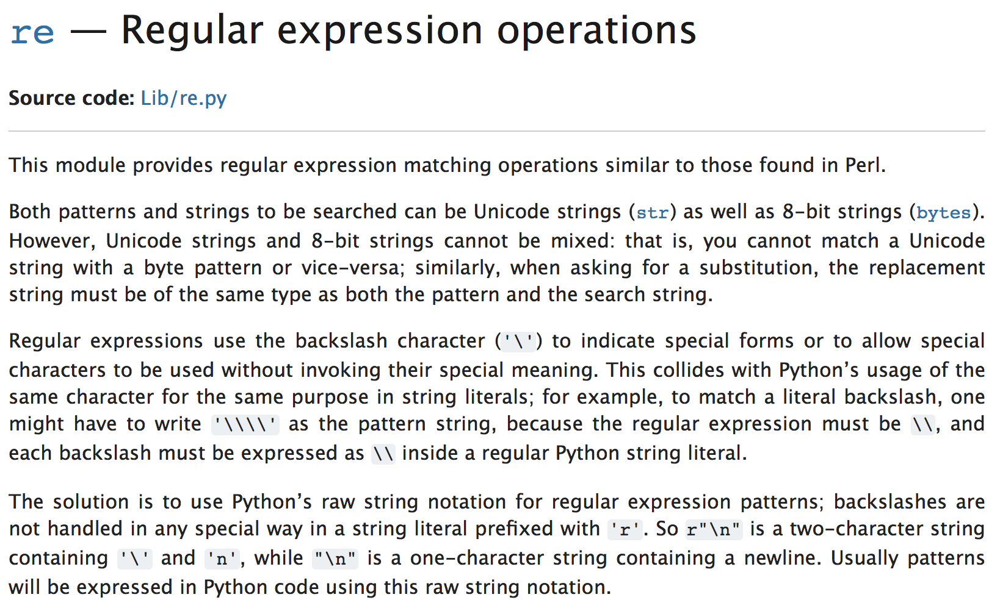 re — Regular expression operations
Source code: Lib/re.py
This module provides regular expression matching operations similar to those found in Perl.
Both patterns and strings to be searched can be Unicode strings (str) as well as 8-bit strings (bytes).
However, Unicode strings and 8-bit strings cannot be mixed: that is, you cannot match a Unicode
string with a byte pattern or vice-versa; similarly, when asking for a substitution, the replacement
string must be of the same type as both the pattern and the search string.
Regular expressions use the backslash character ('\') to indicate special forms or to allow special
characters to be used without invoking their special meaning. This collides with Python’s usage of the
same character for the same purpose in string literals; for example, to match a literal backslash, one
might have to write '\\\\' as the pattern string, because the regular expression must be \\, and
each backslash must be expressed as \\ inside a regular Python string literal.
The solution is to use Python’s raw string notation for regular expression patterns; backslashes are
not handled in any special way in a string literal prefixed with 'r'. So r"\n" is a two-character string
containing '\' and 'n', while "\n" is a one-character string containing a newline. Usually patterns
will be expressed in Python code using this raw string notation.